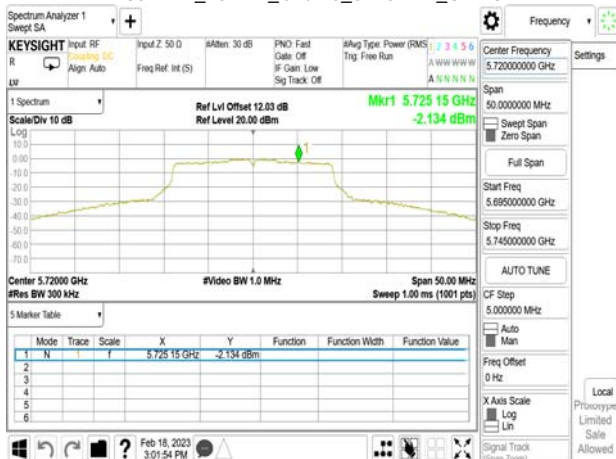 Spectrum Analyzer 1
Swept SA
+
Frequency
KEYSIGHT
R
LXI
Input: RF
Coupling: DC
Align: Auto
Input Z: 50 Ω
Freq Ref: Int (S)
#Atten: 30 dB
PNO: Fast
Gate: Off
IF Gain: Low
Sig Track: Off
#Avg Type: Power (RMS
Trig: Free Run
1 2 3 4 5 6
A WW WW W
A N N N N N
1 Spectrum
Scale/Div 10 dB
Ref Lvl Offset 12.03 dB
Ref Level 20.00 dBm
Mkr1 5.725 15 GHz
-2.134 dBm
Log
10.0
0.00
-10.0
-20.0
-30.0
-40.0
-50.0
-60.0
-70.0
1
Center 5.72000 GHz
#Res BW 300 kHz
#Video BW 1.0 MHz
Span 50.00 MHz
Sweep 1.00 ms (1001 pts)
5 Marker Table
Mode Trace Scale X Y Function Function Width Function Value
1 N 1 f 5.725 15 GHz -2.134 dBm
2
3
4
5
6
Feb 18, 2023
3:01:54 PM
Center Frequency
5.720000000 GHz
Settings
Span
50.0000000 MHz
Swept Span
Zero Span
Full Span
Start Freq
5.695000000 GHz
Stop Freq
5.745000000 GHz
AUTO TUNE
CF Step
5.000000 MHz
Auto
Man
Freq Offset
0 Hz
X Axis Scale
Log
Lin
Signal Track
(Span Zoom)
Local
Prototype
Limited
Sale
Allowed